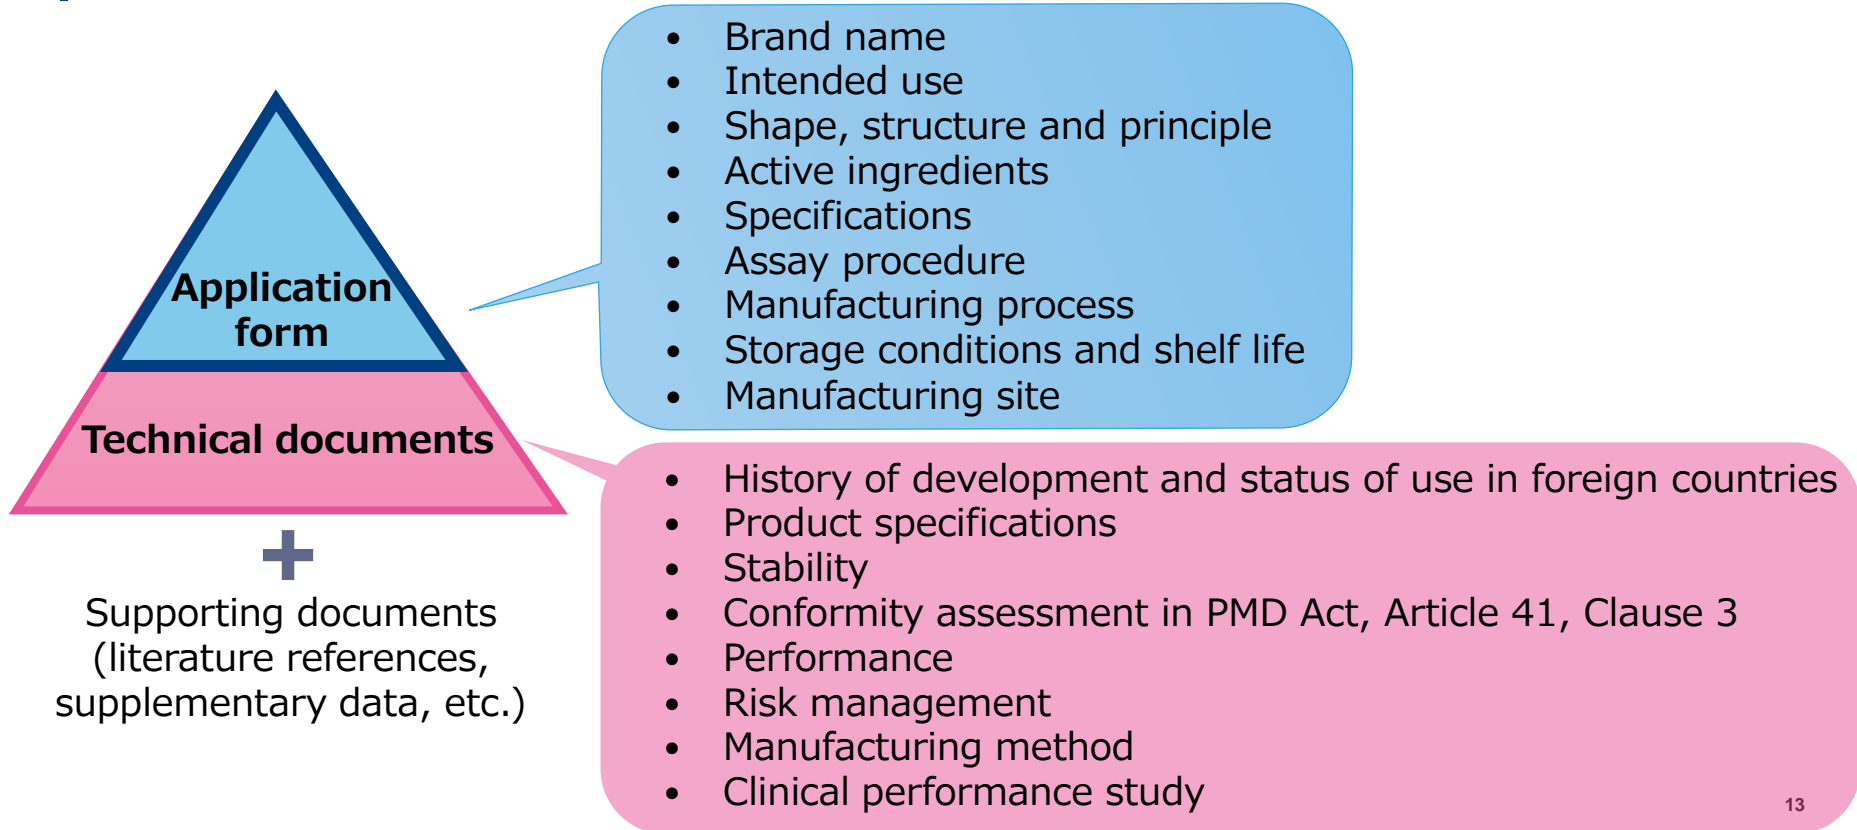 • Brand name
• Intended use
• Shape, structure and principle
• Active ingredients
• Specifications
• Assay procedure
• Manufacturing process
• Storage conditions and shelf life
• Manufacturing site
Application
form
Technical documents
• History of development and status of use in foreign countries
• Product specifications
• Stability
• Conformity assessment in PMD Act, Article 41, Clause 3
• Performance
• Risk management
• Manufacturing method
• Clinical performance study
+
Supporting documents
(literature references,
supplementary data, etc.)
13